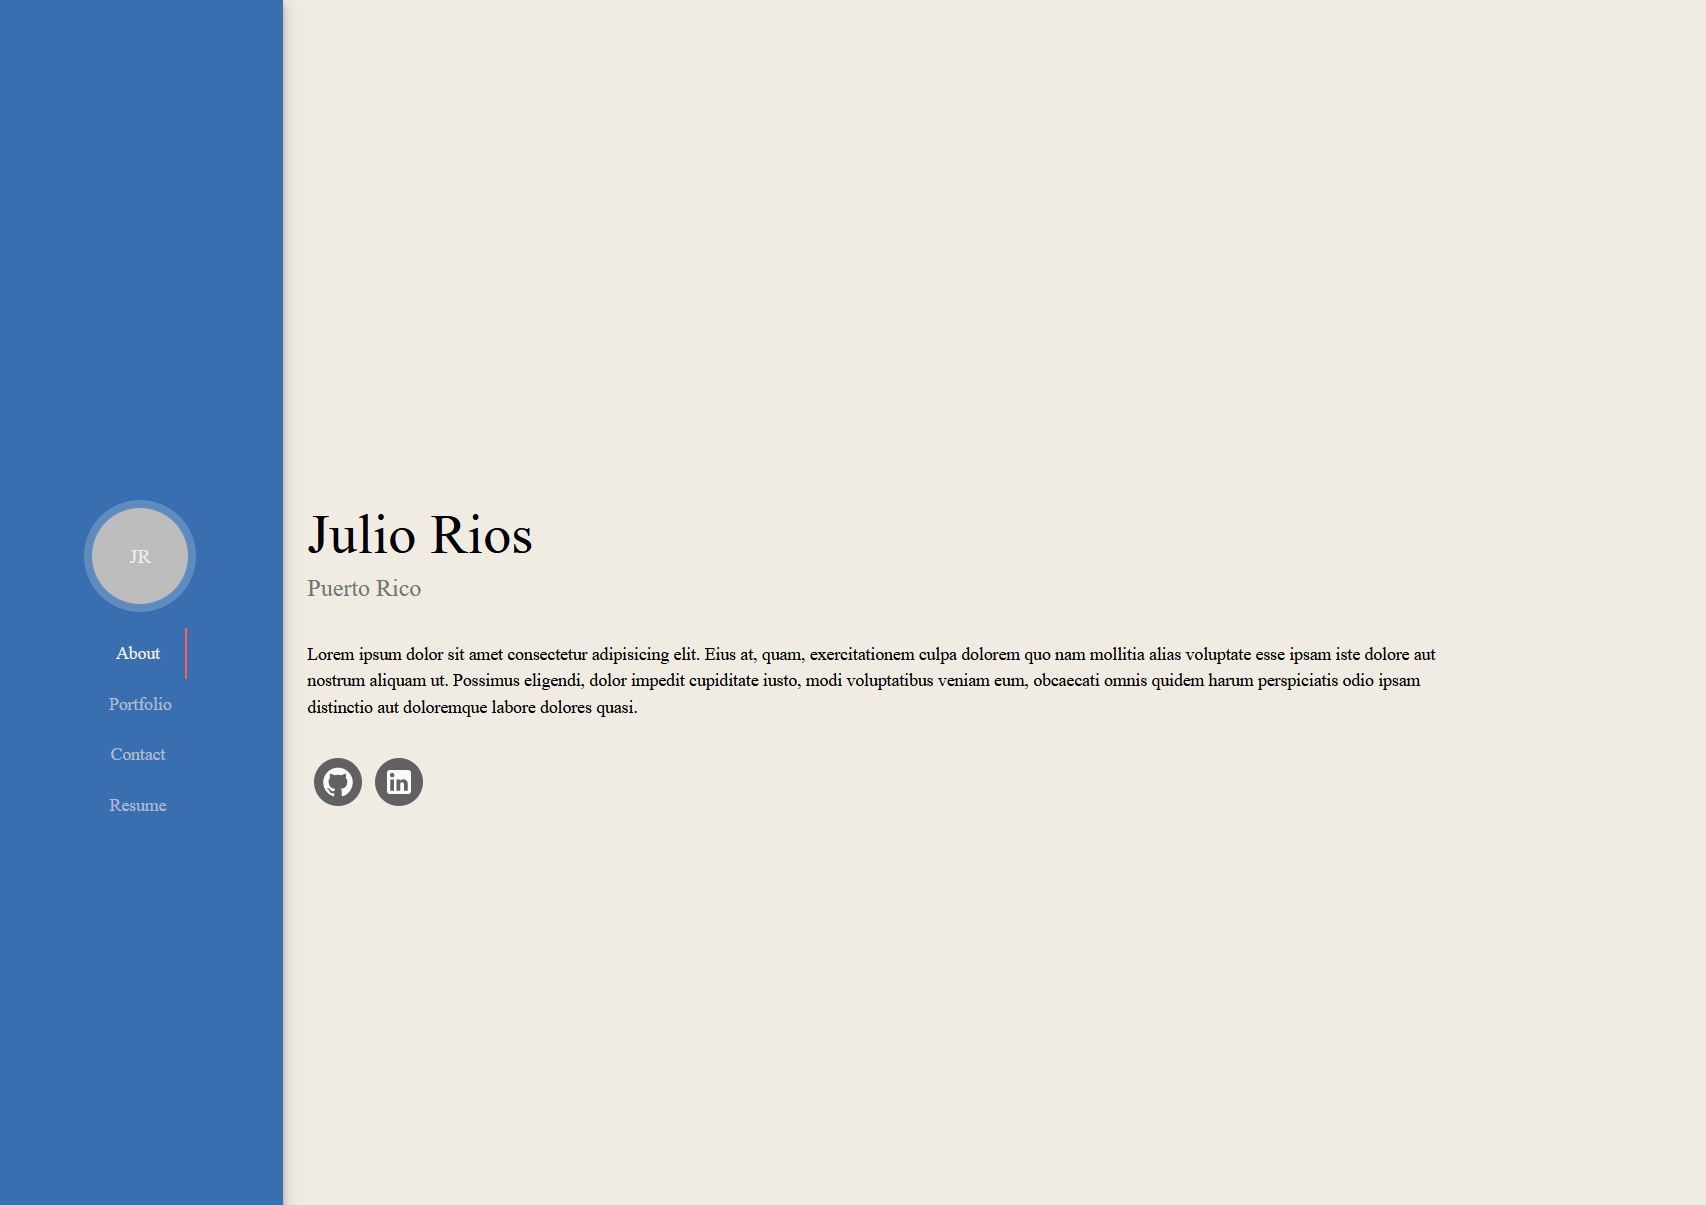 JR
About
Portfolio
Contact
Resume
Julio Rios
Puerto Rico
Lorem ipsum dolor sit amet consectetur adipisicing elit. Eius at, quam, exercitationem culpa dolorem quo nam mollitia alias voluptate esse ipsam iste dolore aut
nostrum aliquam ut. Possimus eligendi, dolor impedit cupiditate iusto, modi voluptatibus veniam eum, obcaecati omnis quidem harum perspiciatis odio ipsam
distinctio aut doloremque labore dolores quasi.
in